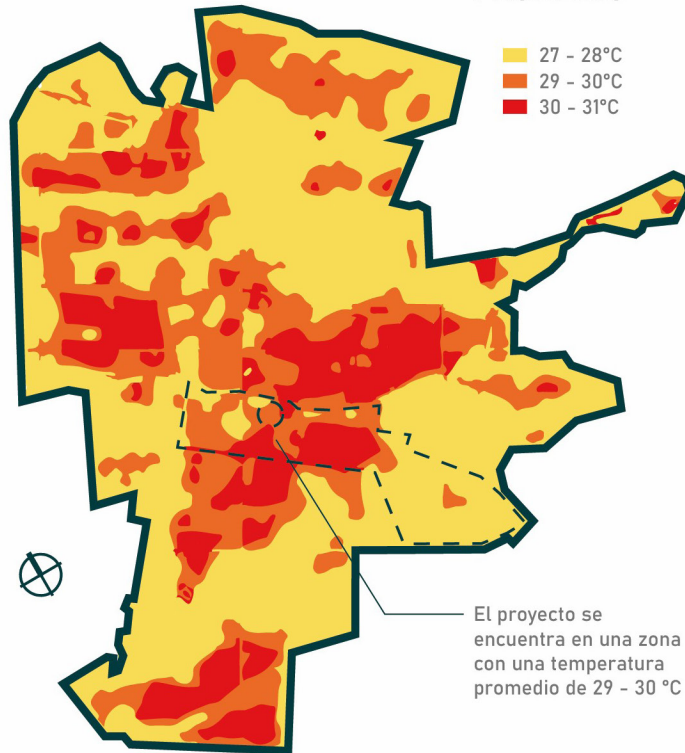 27 - 28°C
29 - 30°C
30 - 31°C
El proyecto se
encuentra en una zona
con una temperatura
promedio de 29 - 30 °C